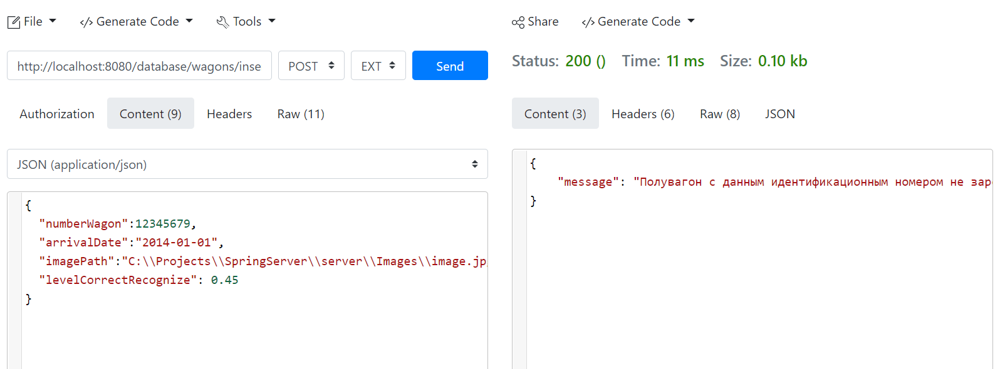 File
Generate Code
Tools
Share
Generate Code
http://localhost:8080/database/wagons/inse
POST
EXT
Send
Status: 200 () Time: 11 ms Size: 0.10 kb
Authorization
Content (9)
Headers
Raw (11)
Content (3)
Headers (6)
Raw (8)
JSON
JSON (application/json)
{
"numberWagon":12345679,
"arrivalDate":"2014-01-01",
"imagePath":"C:\\Projects\\SpringServer\\server\\Images\\image.jp
"levelCorrectRecognize": 0.45
}
{
"message": "Полувагон с данным идентификационным номером не зар
}